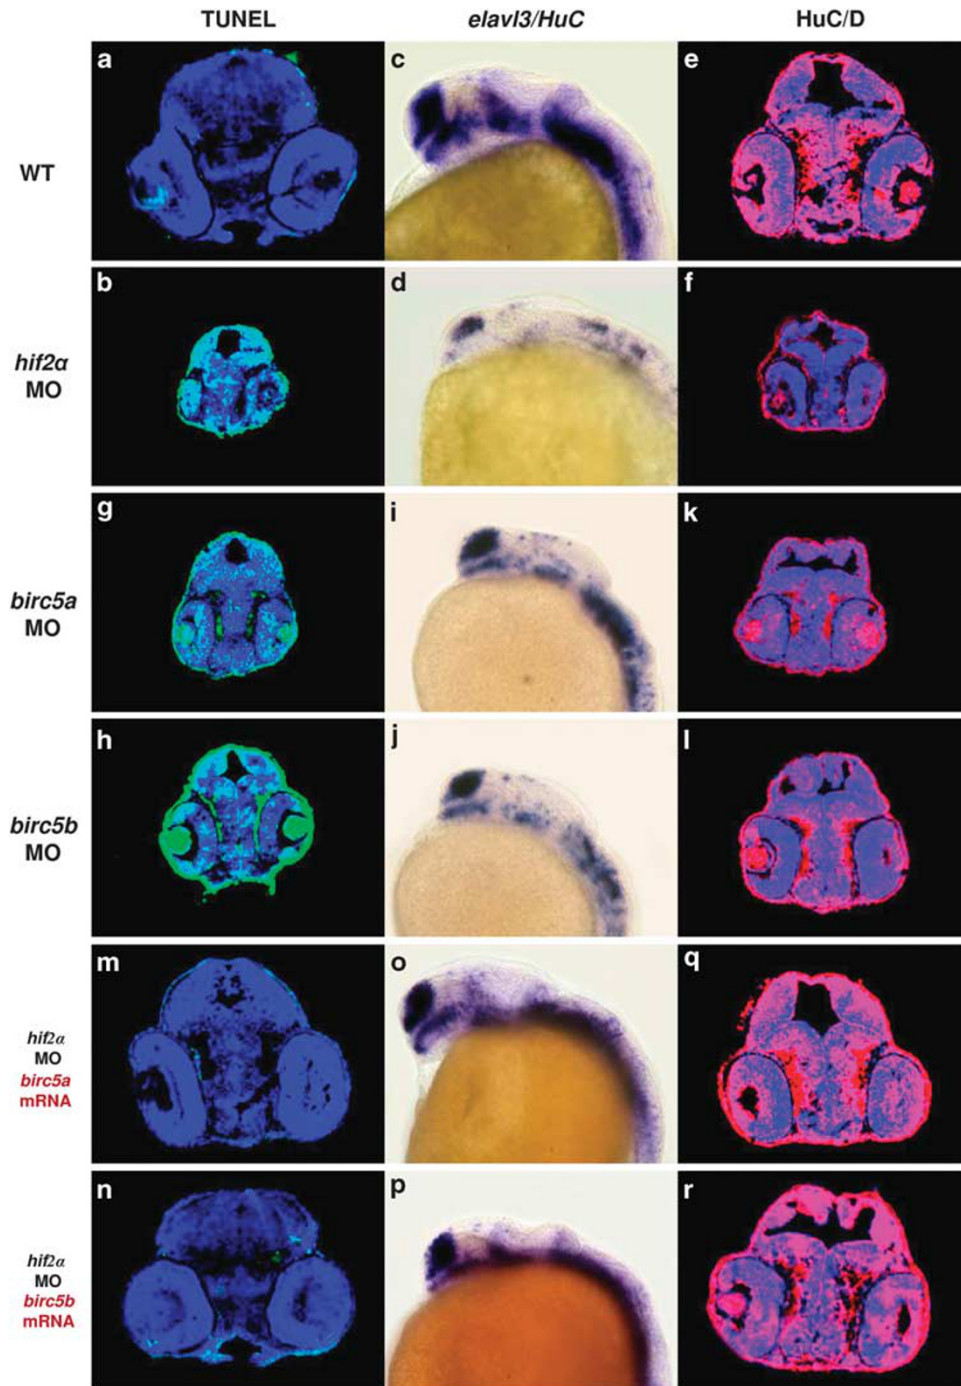 TUNEL elavl3/HuC HuC/D
WT
a c e
hif2α
MO
b d f
birc5a
MO
g i k
birc5b
MO
h j l
hif2α
MO
birc5a
mRNA
m o q
hif2α
MO
birc5b
mRNA
n p r